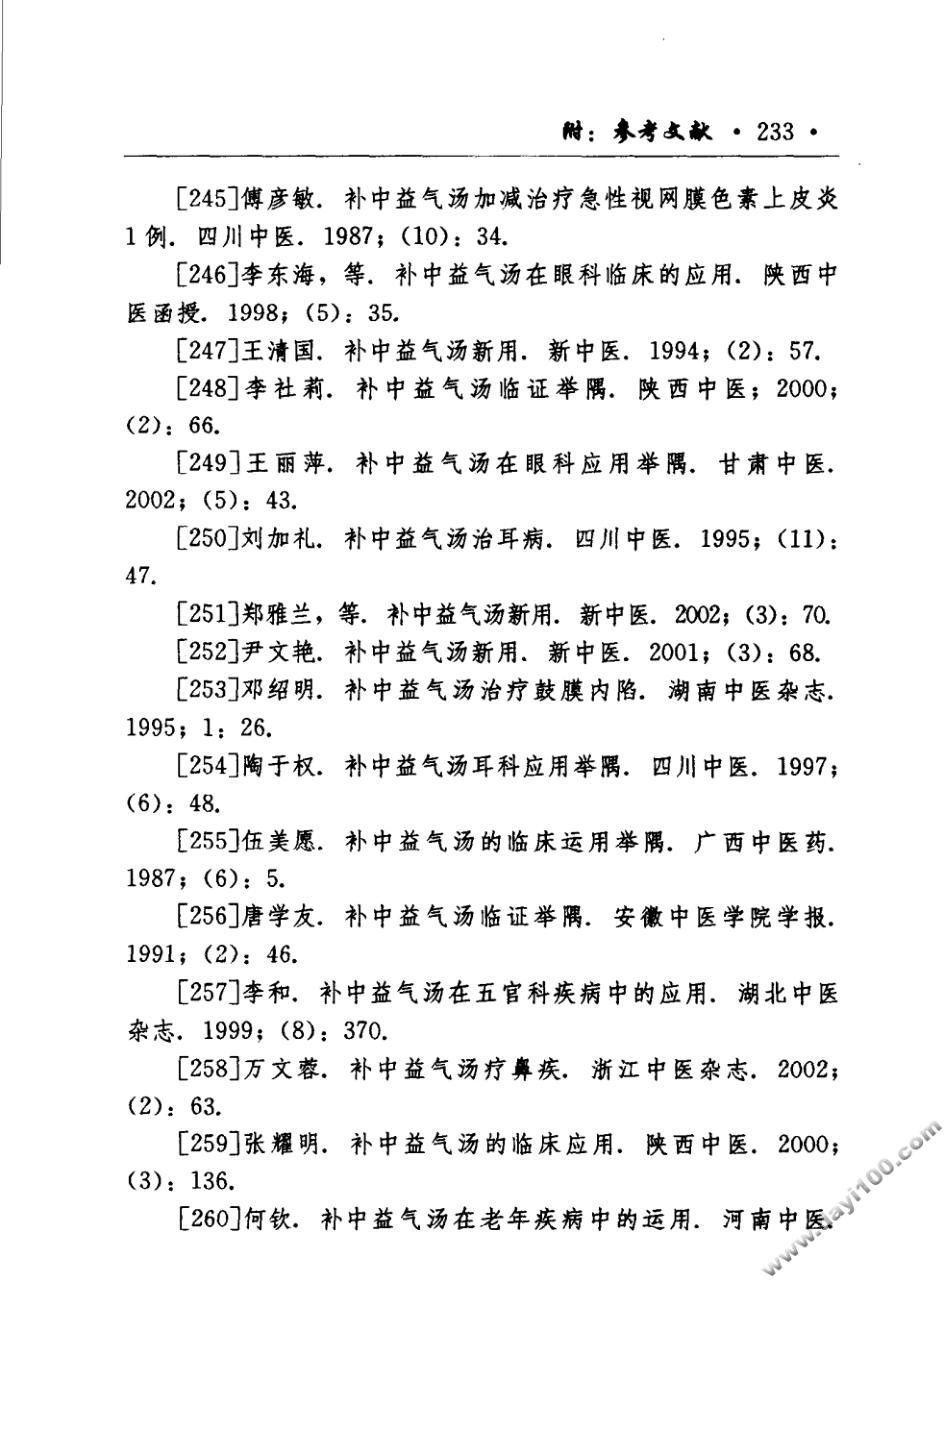 附：参考文献 · 233 ·
[245]傅彦敏．补中益气汤加减治疗急性视网膜色素上皮炎
1例．四川中医．1987；(10)：34．
[246]李东海，等．补中益气汤在眼科临床的应用．陕西中
医函授．1998；(5)：35．
[247]王清国．补中益气汤新用．新中医．1994；(2)：57．
[248]李社莉．补中益气汤临证举隅．陕西中医；2000；
(2)：66．
[249]王丽萍．补中益气汤在眼科应用举隅．甘肃中医．
2002；(5)：43．
[250]刘加礼．补中益气汤治耳病．四川中医．1995；(11)：
47．
[251]郑雅兰，等．补中益气汤新用．新中医．2002；(3)：70．
[252]尹文艳．补中益气汤新用．新中医．2001；(3)：68．
[253]邓绍明．补中益气汤治疗鼓膜内陷．湖南中医杂志．
1995；1：26．
[254]陶于权．补中益气汤耳科应用举隅．四川中医．1997；
(6)：48．
[255]伍美愿．补中益气汤的临床运用举隅．广西中医药．
1987；(6)：5．
[256]唐学友．补中益气汤临证举隅．安徽中医学院学报．
1991；(2)：46．
[257]李和．补中益气汤在五官科疾病中的应用．湖北中医
杂志．1999；(8)：370．
[258]万文蓉．补中益气汤疗鼻疾．浙江中医杂志．2002；
(2)：63．
[259]张耀明．补中益气汤的临床应用．陕西中医．2000；
(3)：136．
[260]何钦．补中益气汤在老年疾病中的运用．河南中医．
www.dayi100.com